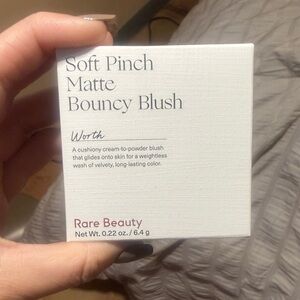 Soft Pinch
Matte
Bouncy Blush
Worth
A cushiony cream-to-powder blush
that glides onto skin for a weightless
wash of velvety, long-lasting color.
Rare Beauty
Net Wt. 0.22 oz. / 6.4 g